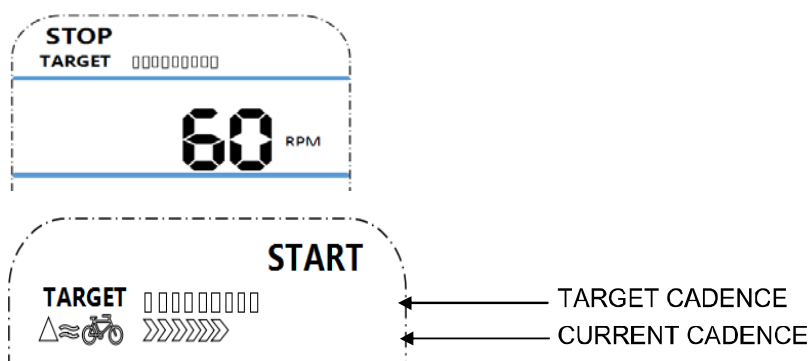 STOP
TARGET
60 RPM
START
TARGET
TARGET CADENCE
CURRENT CADENCE